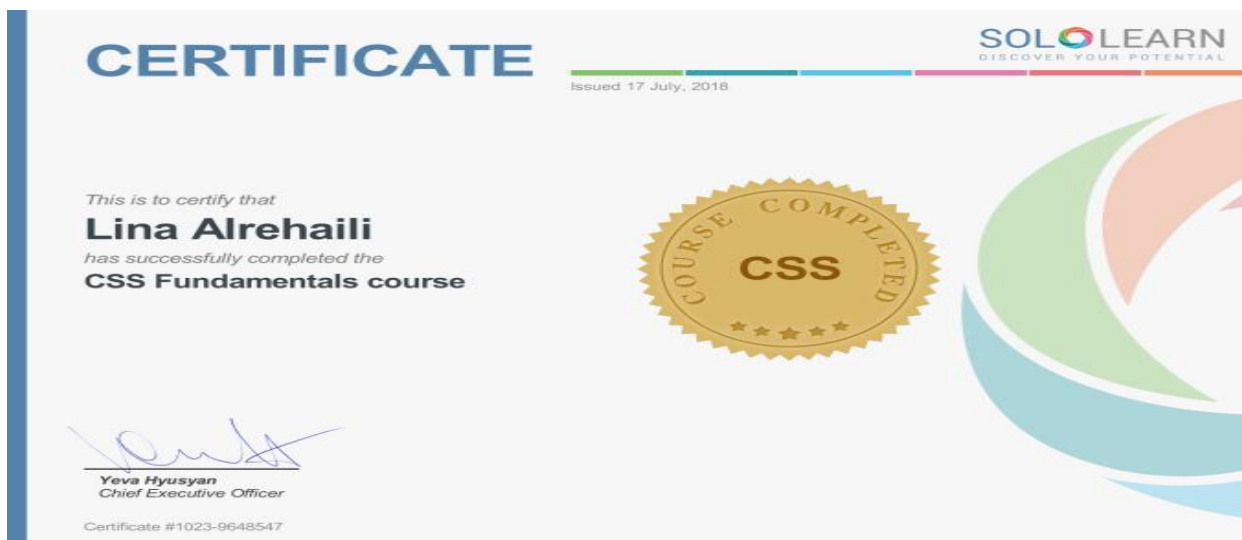 CERTIFICATE
SOLOLEARN
DISCOVER YOUR POTENTIAL
Issued 17 July, 2018
This is to certify that
Lina Alrehaili
has successfully completed the
CSS Fundamentals course
COURSE COMPLETED
CSS
Yeva Hyusyan
Chief Executive Officer
Certificate #1023-9648547